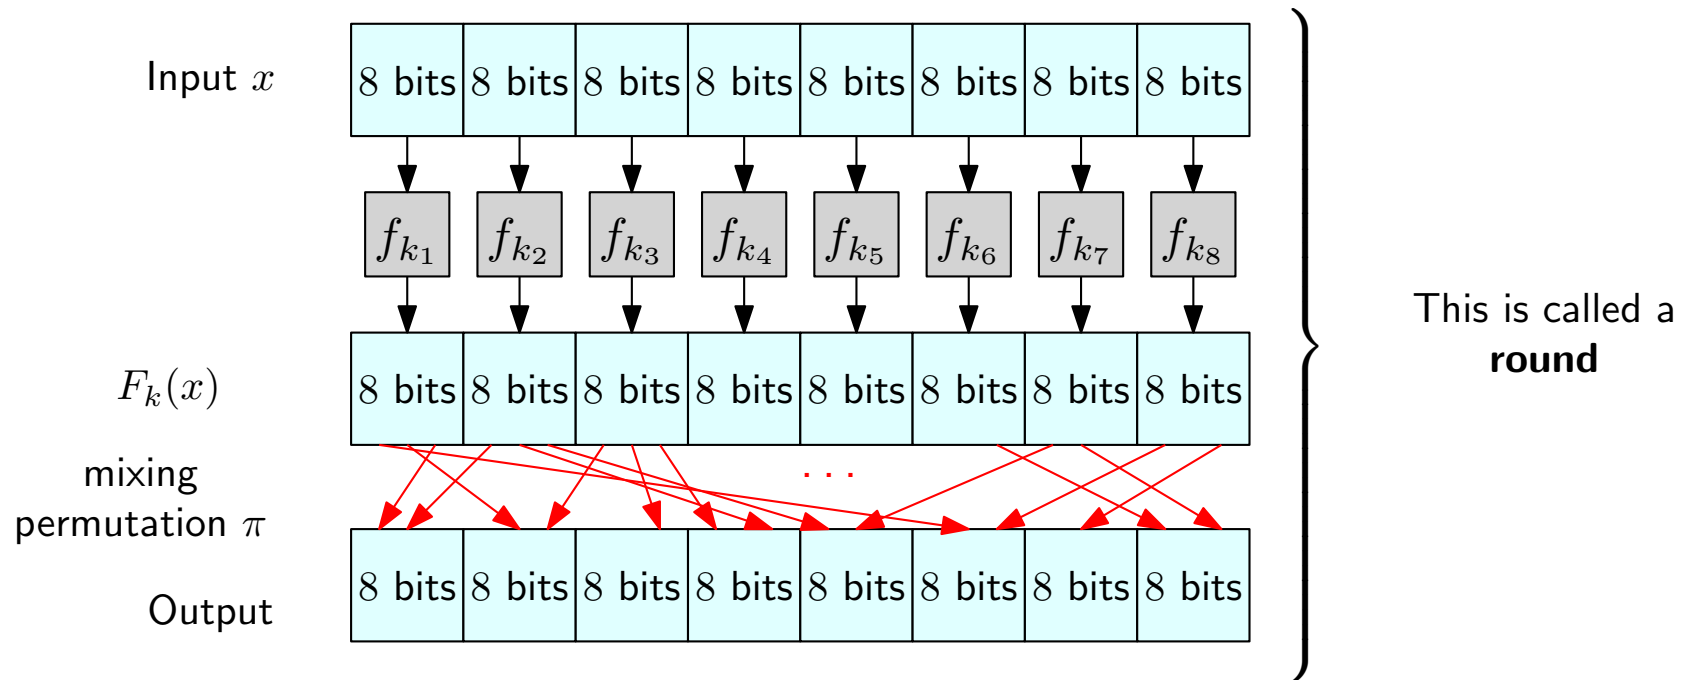 Input x
8 bits 8 bits 8 bits 8 bits 8 bits 8 bits 8 bits 8 bits
f_{k_1} f_{k_2} f_{k_3} f_{k_4} f_{k_5} f_{k_6} f_{k_7} f_{k_8}
This is called a
round
F_k(x)
8 bits 8 bits 8 bits 8 bits 8 bits 8 bits 8 bits 8 bits
mixing
permutation π
. . .
Output
8 bits 8 bits 8 bits 8 bits 8 bits 8 bits 8 bits 8 bits